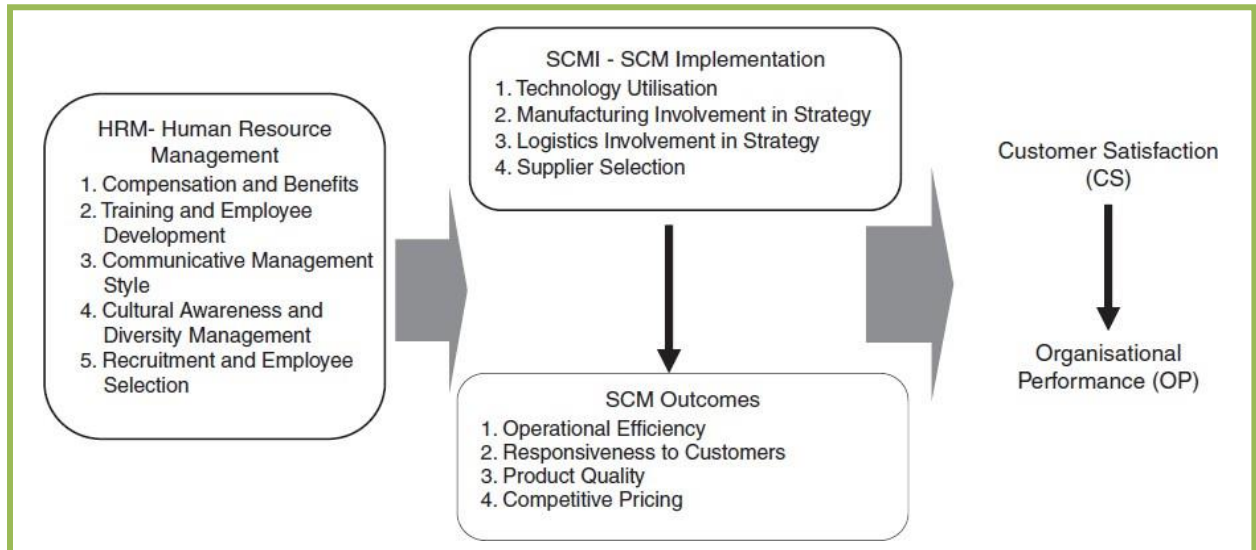 HRM- Human Resource
Management
1. Compensation and Benefits
2. Training and Employee
Development
3. Communicative Management
Style
4. Cultural Awareness and
Diversity Management
5. Recruitment and Employee
Selection
SCMI - SCM Implementation
1. Technology Utilisation
2. Manufacturing Involvement in Strategy
3. Logistics Involvement in Strategy
4. Supplier Selection
SCM Outcomes
1. Operational Efficiency
2. Responsiveness to Customers
3. Product Quality
4. Competitive Pricing
Customer Satisfaction
(CS)
Organisational
Performance (OP)